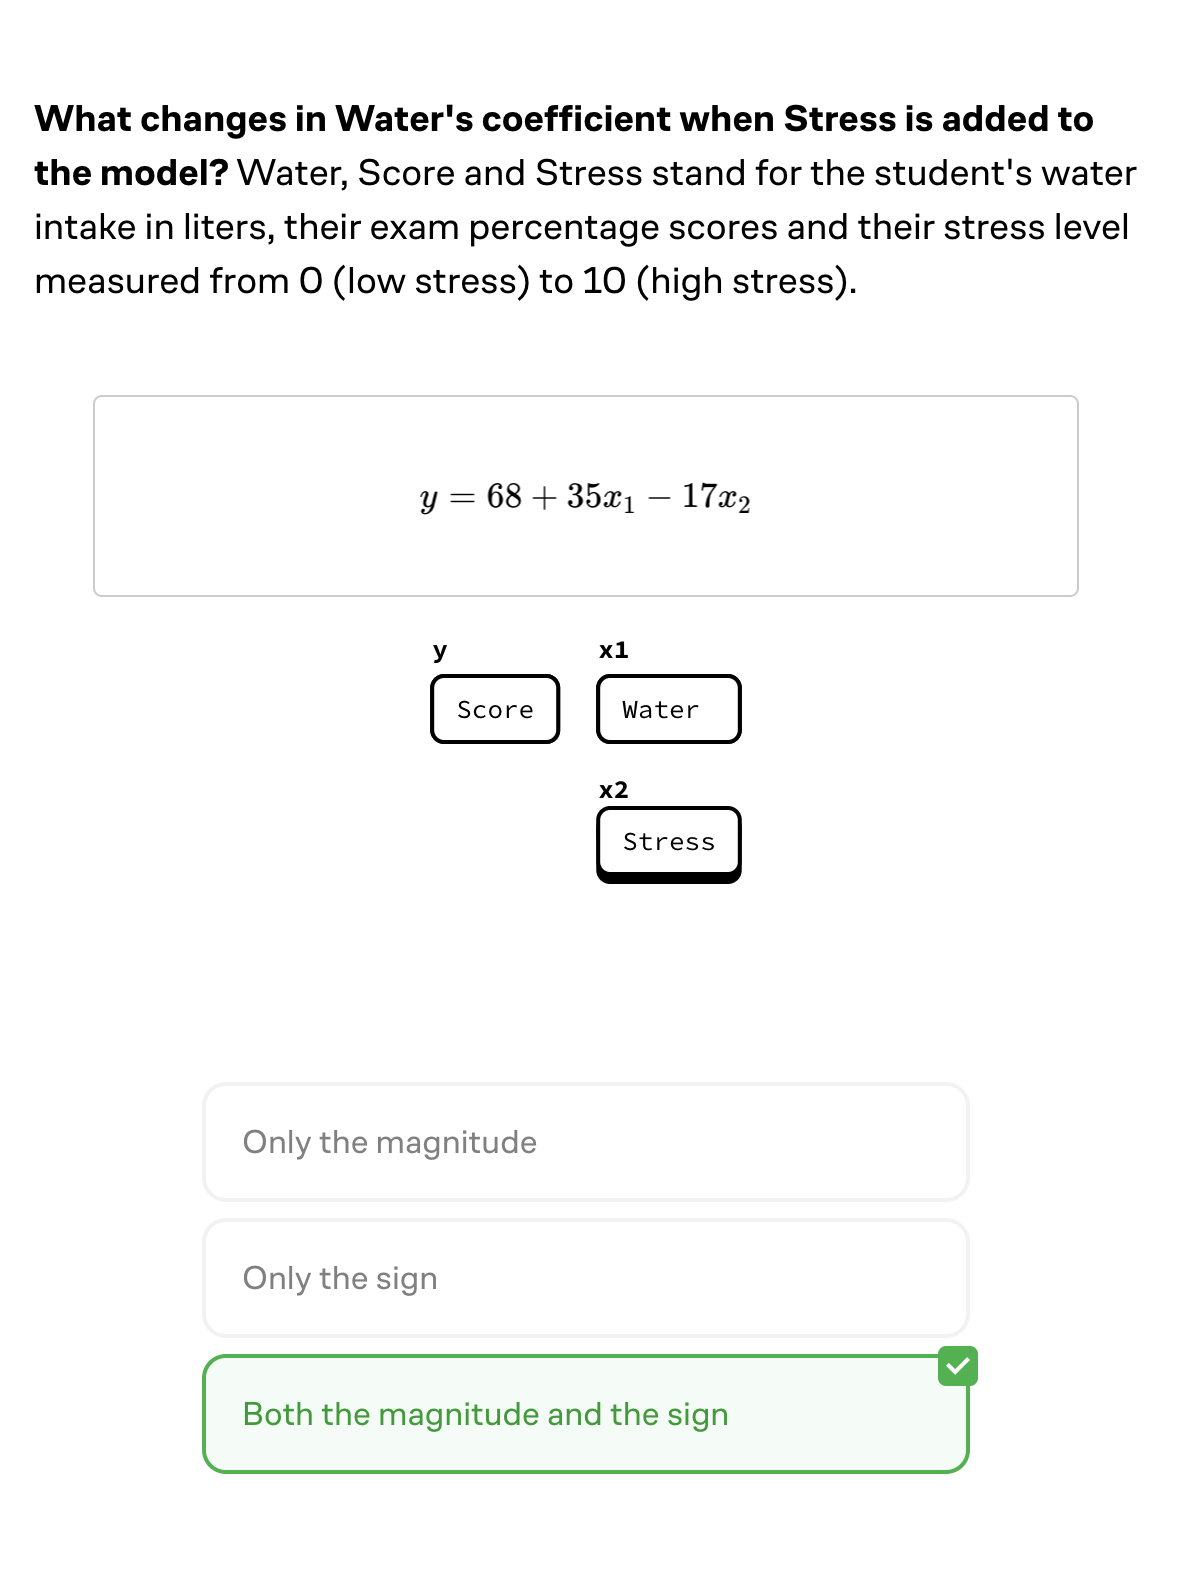 What changes in Water's coefficient when Stress is added to
the model? Water, Score and Stress stand for the student's water
intake in liters, their exam percentage scores and their stress level
measured from 0 (low stress) to 10 (high stress).
y = 68 + 35x₁ − 17x₂
y x1
Score Water
x2
Stress
Only the magnitude
Only the sign
Both the magnitude and the sign